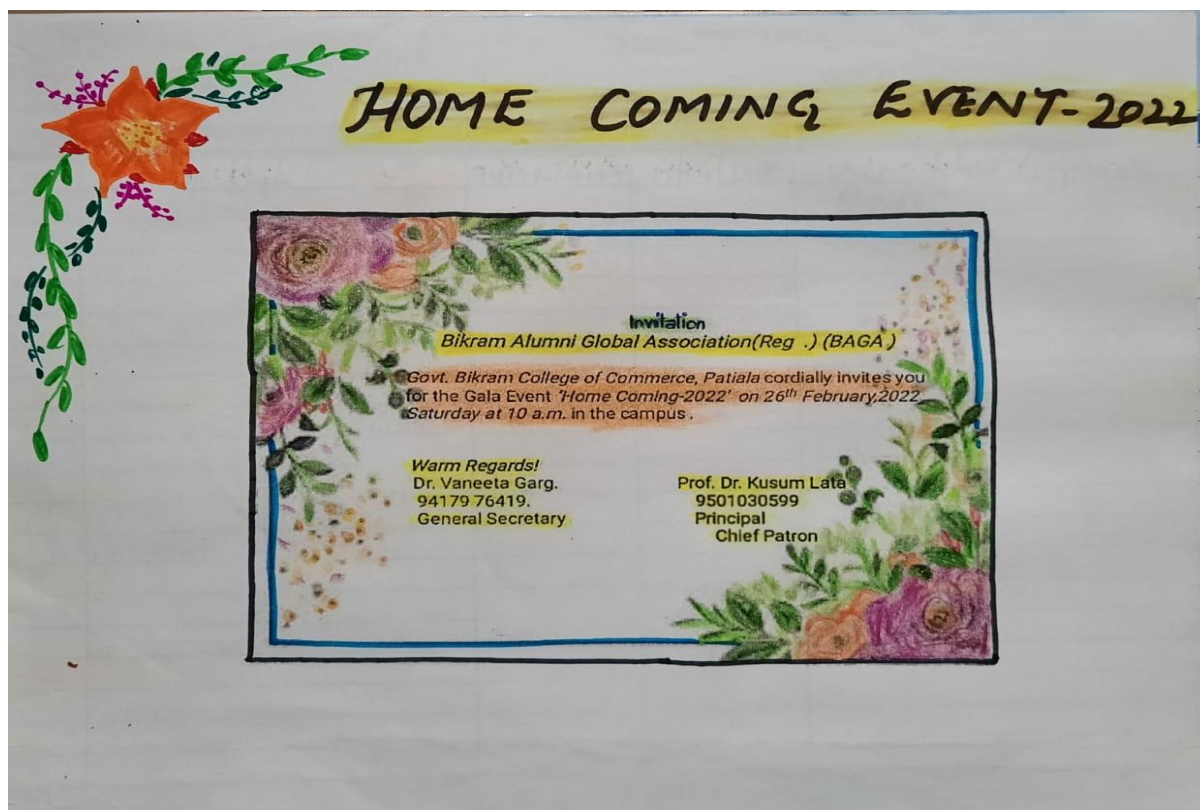 HOME COMING EVENT-2022
Invitation
Bikram Alumni Global Association(Reg .) (BAGA )
Govt. Bikram College of Commerce, Patiala cordially invites you
for the Gala Event 'Home Coming-2022' on 26th February,2022
Saturday at 10 a.m. in the campus .
Warm Regards!
Dr. Vaneeta Garg.
94179 76419.
General Secretary
Prof. Dr. Kusum Lata
9501030599
Principal
Chief Patron